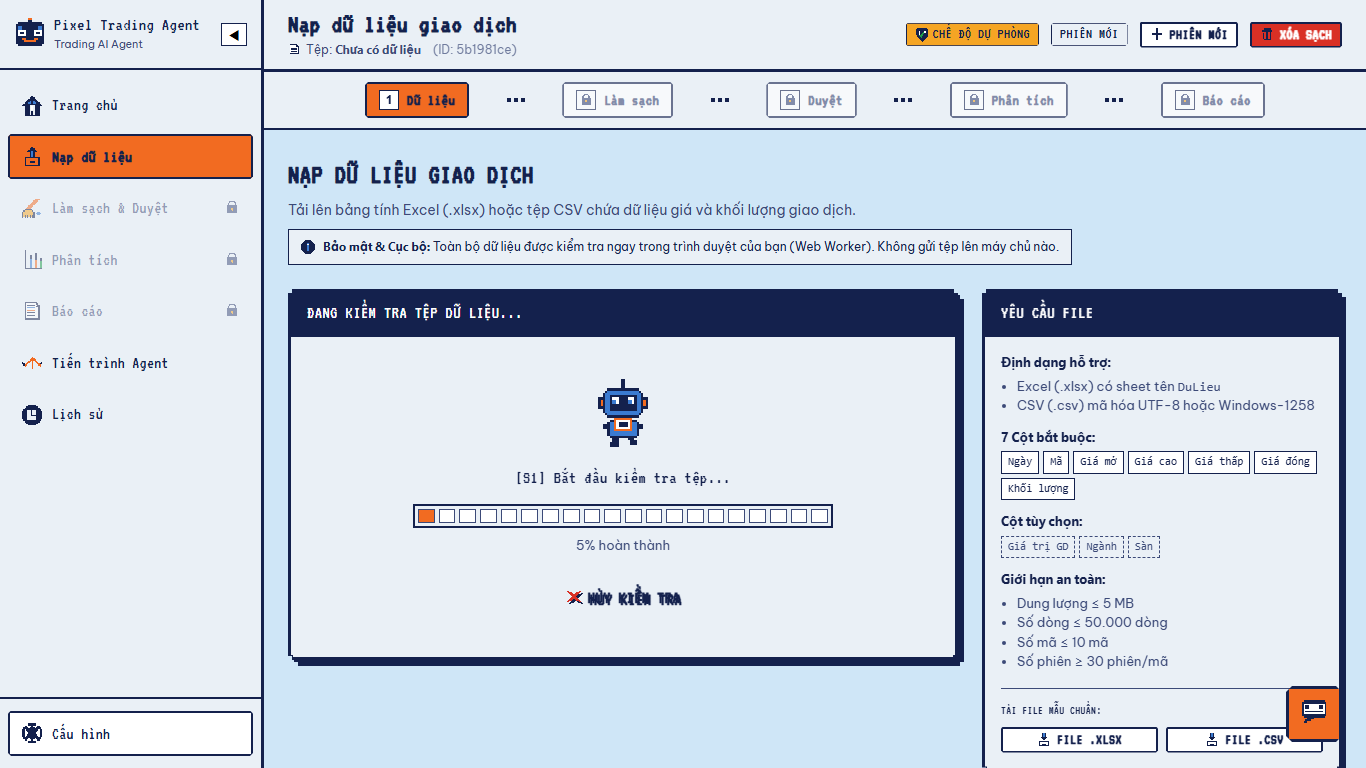 Pixel Trading Agent
Trading AI Agent
Trang chủ
Nạp dữ liệu
Làm sạch & Duyệt
Phân tích
Báo cáo
Tiến trình Agent
Lịch sử
Cấu hình
Nạp dữ liệu giao dịch
Tệp: Chưa có dữ liệu (ID: 5b1981ce)
CHẾ ĐỘ DỰ PHÒNG
PHIÊN MỚI
PHIÊN MỚI
XÓA SẠCH
1 Dữ liệu
Làm sạch
Duyệt
Phân tích
Báo cáo
NẠP DỮ LIỆU GIAO DỊCH
Tải lên bảng tính Excel (.xlsx) hoặc tệp CSV chứa dữ liệu giá và khối lượng giao dịch.
Bảo mật & Cục bộ: Toàn bộ dữ liệu được kiểm tra ngay trong trình duyệt của bạn (Web Worker). Không gửi tệp lên máy chủ nào.
ĐANG KIỂM TRA TỆP DỮ LIỆU...
[S1] Bắt đầu kiểm tra tệp...
5% hoàn thành
HỦY KIỂM TRA
YÊU CẦU FILE
Định dạng hỗ trợ:
• Excel (.xlsx) có sheet tên DuLieu
• CSV (.csv) mã hóa UTF-8 hoặc Windows-1258
7 Cột bắt buộc:
Ngày Mã Giá mở Giá cao Giá thấp Giá đóng
Khối lượng
Cột tùy chọn:
Giá trị GD Ngành Sàn
Giới hạn an toàn:
• Dung lượng ≤ 5 MB
• Số dòng ≤ 50.000 dòng
• Số mã ≤ 10 mã
• Số phiên ≥ 30 phiên/mã
TẢI FILE MẪU CHUẨN:
FILE .XLSX
FILE .CSV